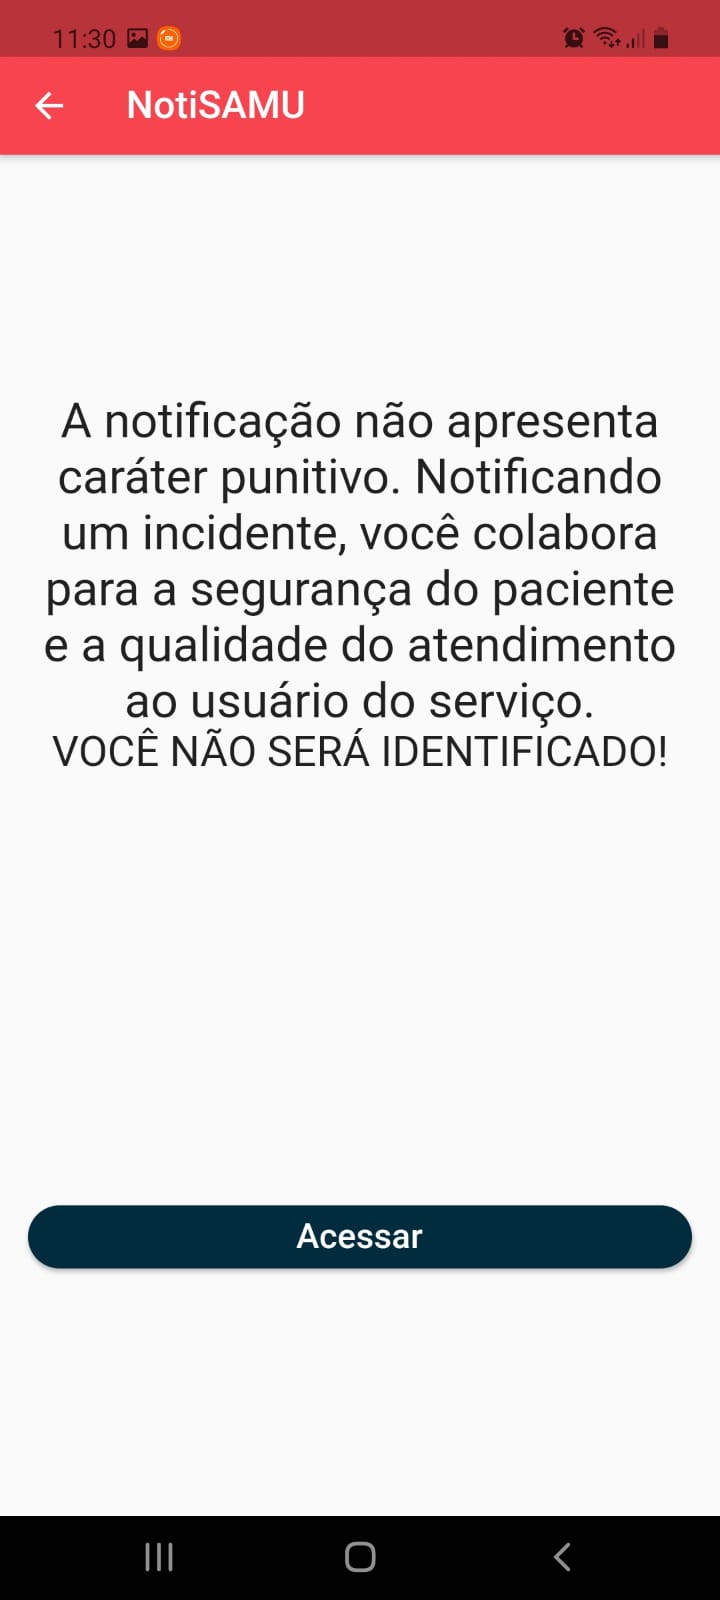 11:30
NotiSAMU
A notificação não apresenta
caráter punitivo. Notificando
um incidente, você colabora
para a segurança do paciente
e a qualidade do atendimento
ao usuário do serviço.
VOCÊ NÃO SERÁ IDENTIFICADO!
Acessar